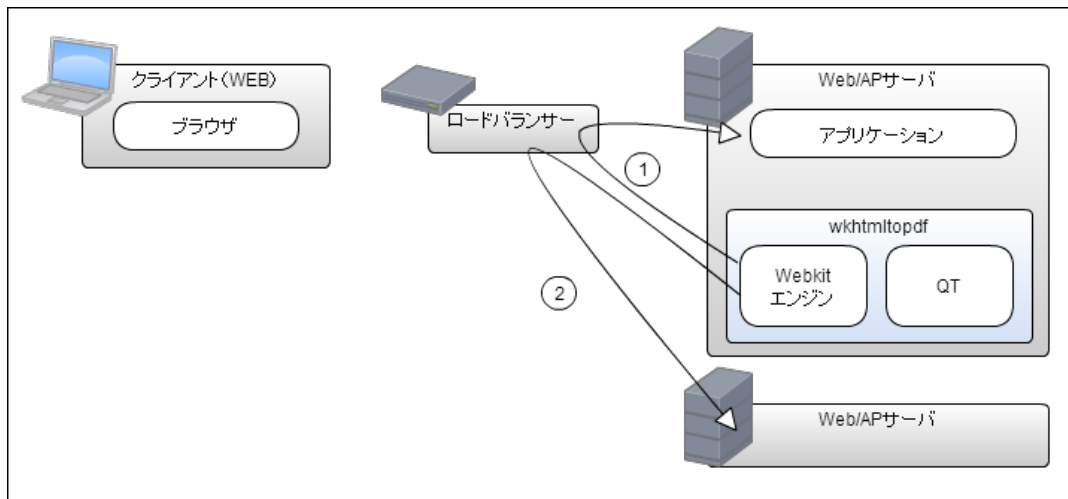 クライアント(WEB)
ブラウザ
ロードバランサー
Web/APサーバ
アプリケーション
①
wkhtmltopdf
Webkit
エンジン
QT
②
Web/APサーバ